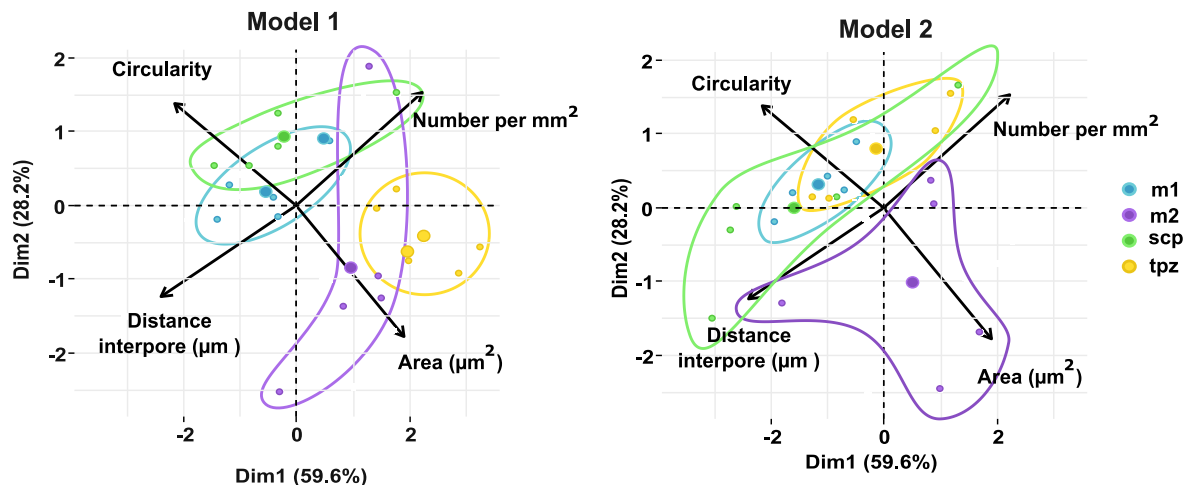 Model 1
Dim2 (28.2%)
2
1
0
-1
-2
Circularity
Number per mm²
Distance
interpore (µm )
Area (µm²)
-2
0
2
Dim1 (59.6%)
Model 2
Dim2 (28.2%)
2
1
0
-1
-2
Circularity
Number per mm²
Distance
interpore (µm )
Area (µm²)
-2
0
2
Dim1 (59.6%)
m1
m2
scp
tpz